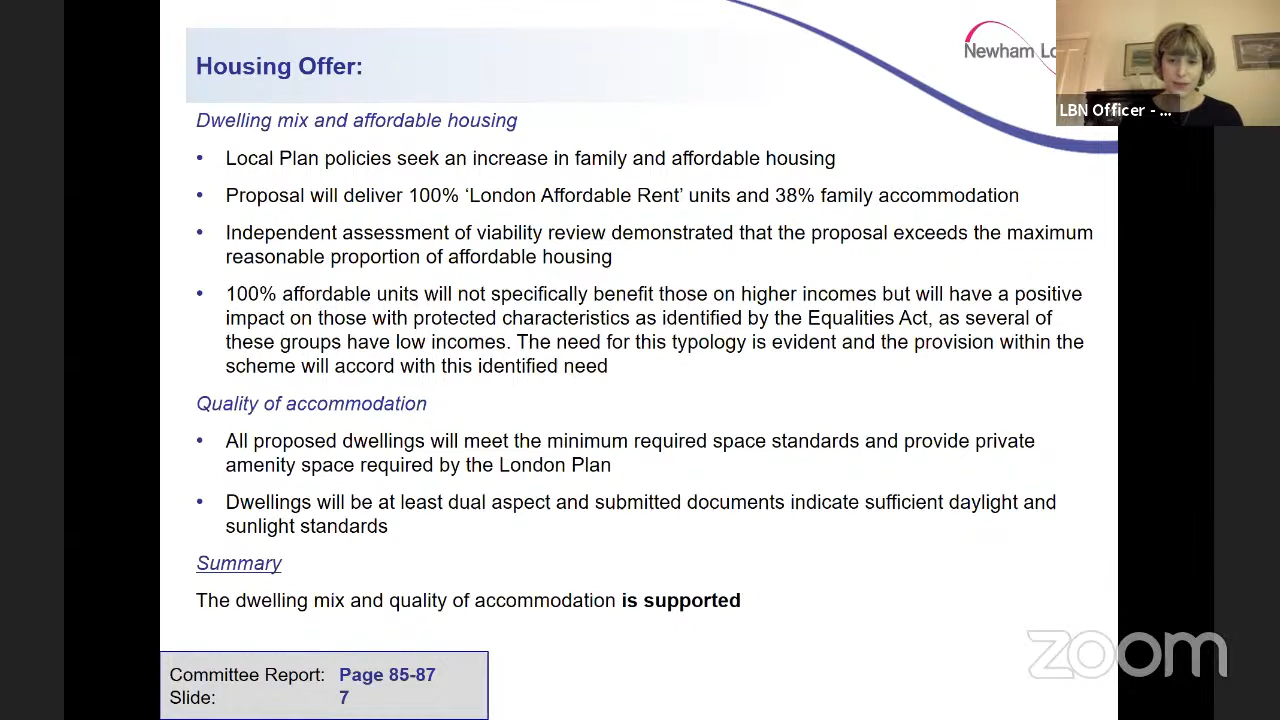 Housing Offer:
Newham Lo
LBN Officer - ...
Dwelling mix and affordable housing
• Local Plan policies seek an increase in family and affordable housing
• Proposal will deliver 100% ‘London Affordable Rent’ units and 38% family accommodation
• Independent assessment of viability review demonstrated that the proposal exceeds the maximum
reasonable proportion of affordable housing
• 100% affordable units will not specifically benefit those on higher incomes but will have a positive
impact on those with protected characteristics as identified by the Equalities Act, as several of
these groups have low incomes. The need for this typology is evident and the provision within the
scheme will accord with this identified need
Quality of accommodation
• All proposed dwellings will meet the minimum required space standards and provide private
amenity space required by the London Plan
• Dwellings will be at least dual aspect and submitted documents indicate sufficient daylight and
sunlight standards
Summary
The dwelling mix and quality of accommodation is supported
Committee Report: Page 85-87
Slide: 7
zoom